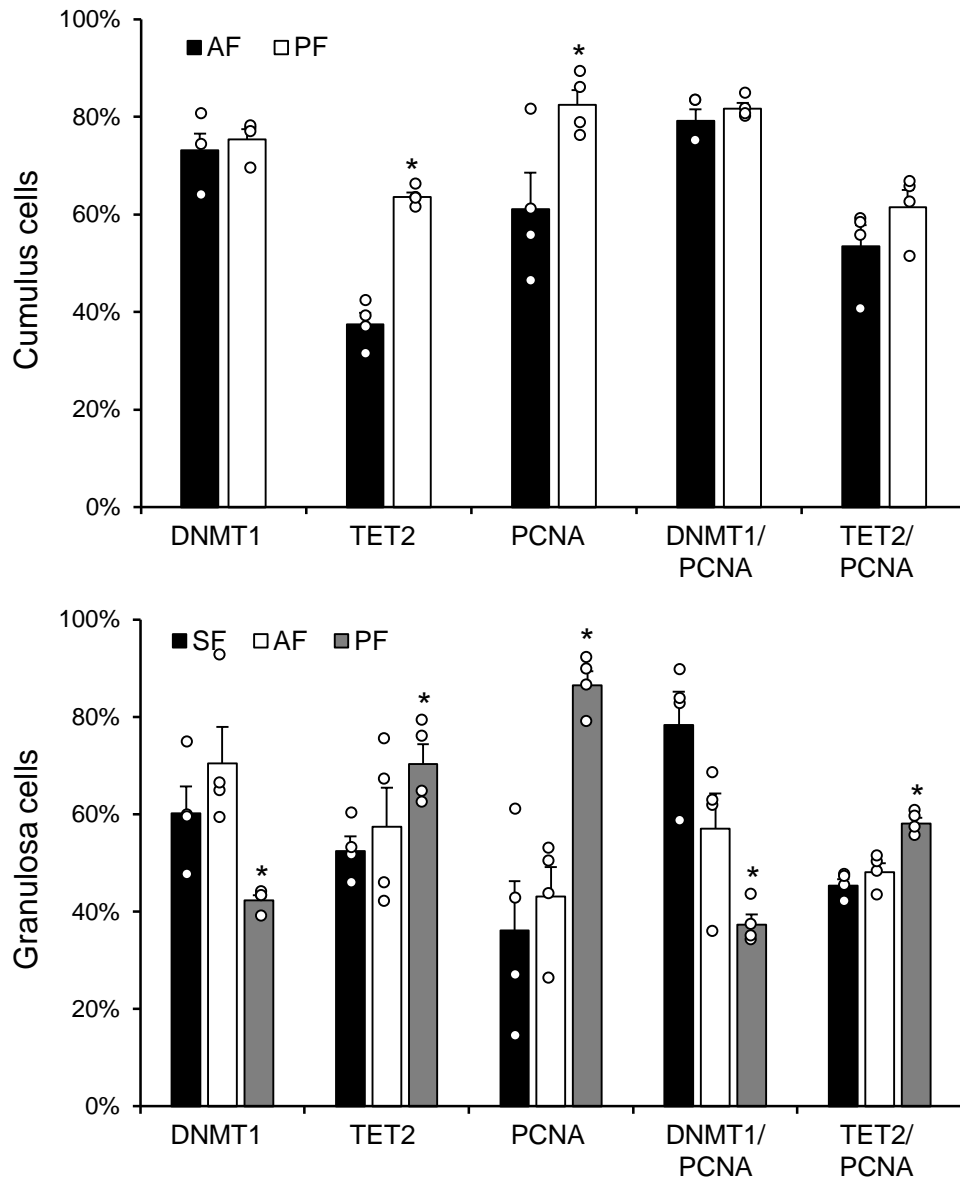 100%
AF PF
*
80%
*
60%
40%
20%
0%
Cumulus cells
DNMT1 TET2 PCNA DNMT1/ TET2/
PCNA PCNA
100%
SF AF PF
*
80%
*
*
60%
*
*
40%
20%
0%
Granulosa cells
DNMT1 TET2 PCNA DNMT1/ TET2/
PCNA PCNA